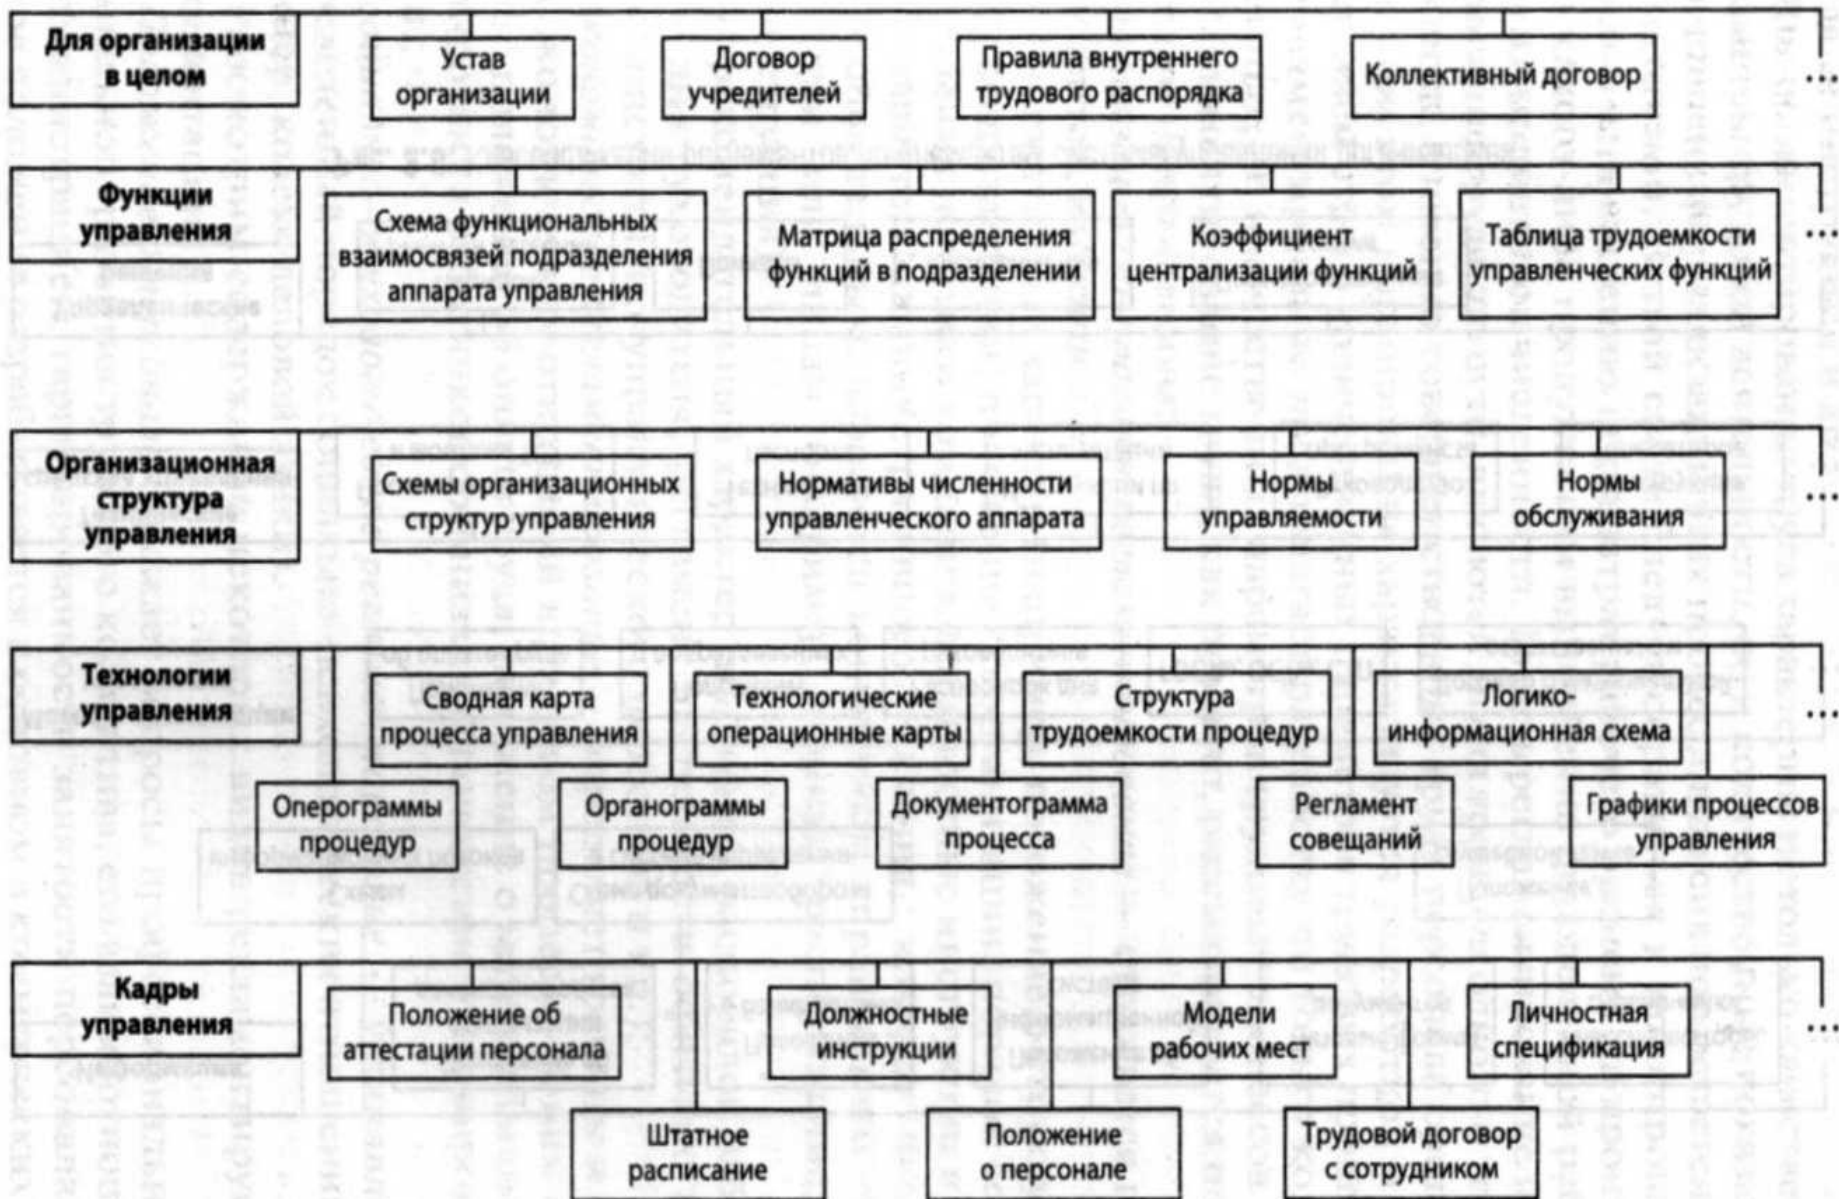 Для организации
в целом
Устав
организации
Договор
учредителей
Правила внутреннего
трудового распорядка
Коллективный договор
...
Функции
управления
Схема функциональных
взаимосвязей подразделения
аппарата управления
Матрица распределения
функций в подразделении
Коэффициент
централизации функций
Таблица трудоемкости
управленческих функций
...
Организационная
структура
управления
Схемы организационных
структур управления
Нормативы численности
управленческого аппарата
Нормы
управляемости
Нормы
обслуживания
...
Технологии
управления
Сводная карта
процесса управления
Технологические
операционные карты
Структура
трудоемкости процедур
Логико-
информационная схема
...
Оперограммы
процедур
Органограммы
процедур
Документограмма
процесса
Регламент
совещаний
Графики процессов
управления
Кадры
управления
Положение об
аттестации персонала
Должностные
инструкции
Модели
рабочих мест
Личностная
спецификация
...
Штатное
расписание
Положение
о персонале
Трудовой договор
с сотрудником